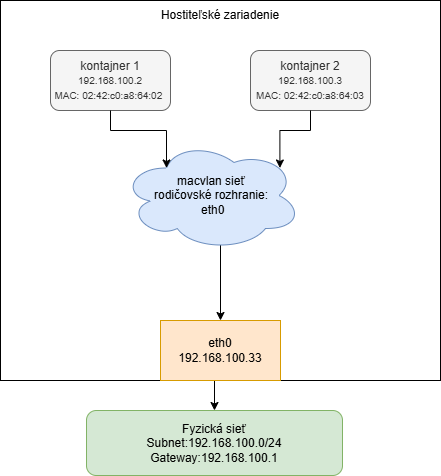 Hostiteľské zariadenie
kontajner 1
192.168.100.2
MAC: 02:42:c0:a8:64:02
kontajner 2
192.168.100.3
MAC: 02:42:c0:a8:64:03
macvlan sieť
rodičovské rozhranie:
eth0
eth0
192.168.100.33
Fyzická sieť
Subnet:192.168.100.0/24
Gateway:192.168.100.1